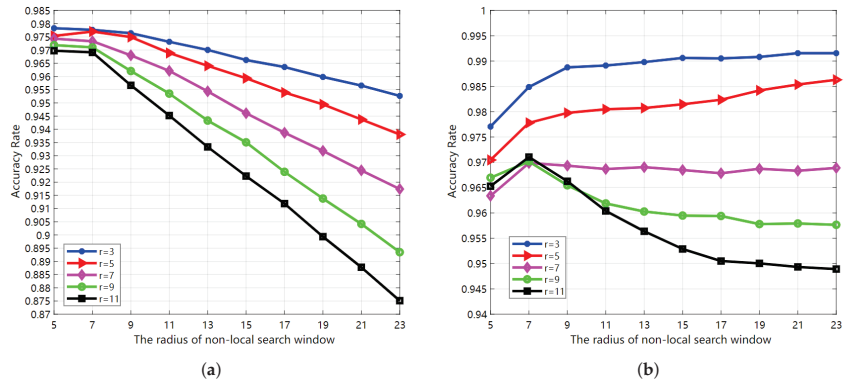 0.985
0.98
0.975
0.97
0.965
0.96
0.955
0.95
0.945
0.94
0.935
0.93
0.925
0.92
0.915
0.91
0.905
0.9
0.895
0.89
0.885
0.88
0.875
0.87
Accuracy Rate
r=3
r=5
r=7
r=9
r=11
5 7 9 11 13 15 17 19 21 23
The radius of non-local search window
(a)
1
0.995
0.99
0.985
0.98
0.975
0.97
0.965
0.96
0.955
0.95
0.945
0.94
Accuracy Rate
r=3
r=5
r=7
r=9
r=11
5 7 9 11 13 15 17 19 21 23
The radius of non-local search window
(b)